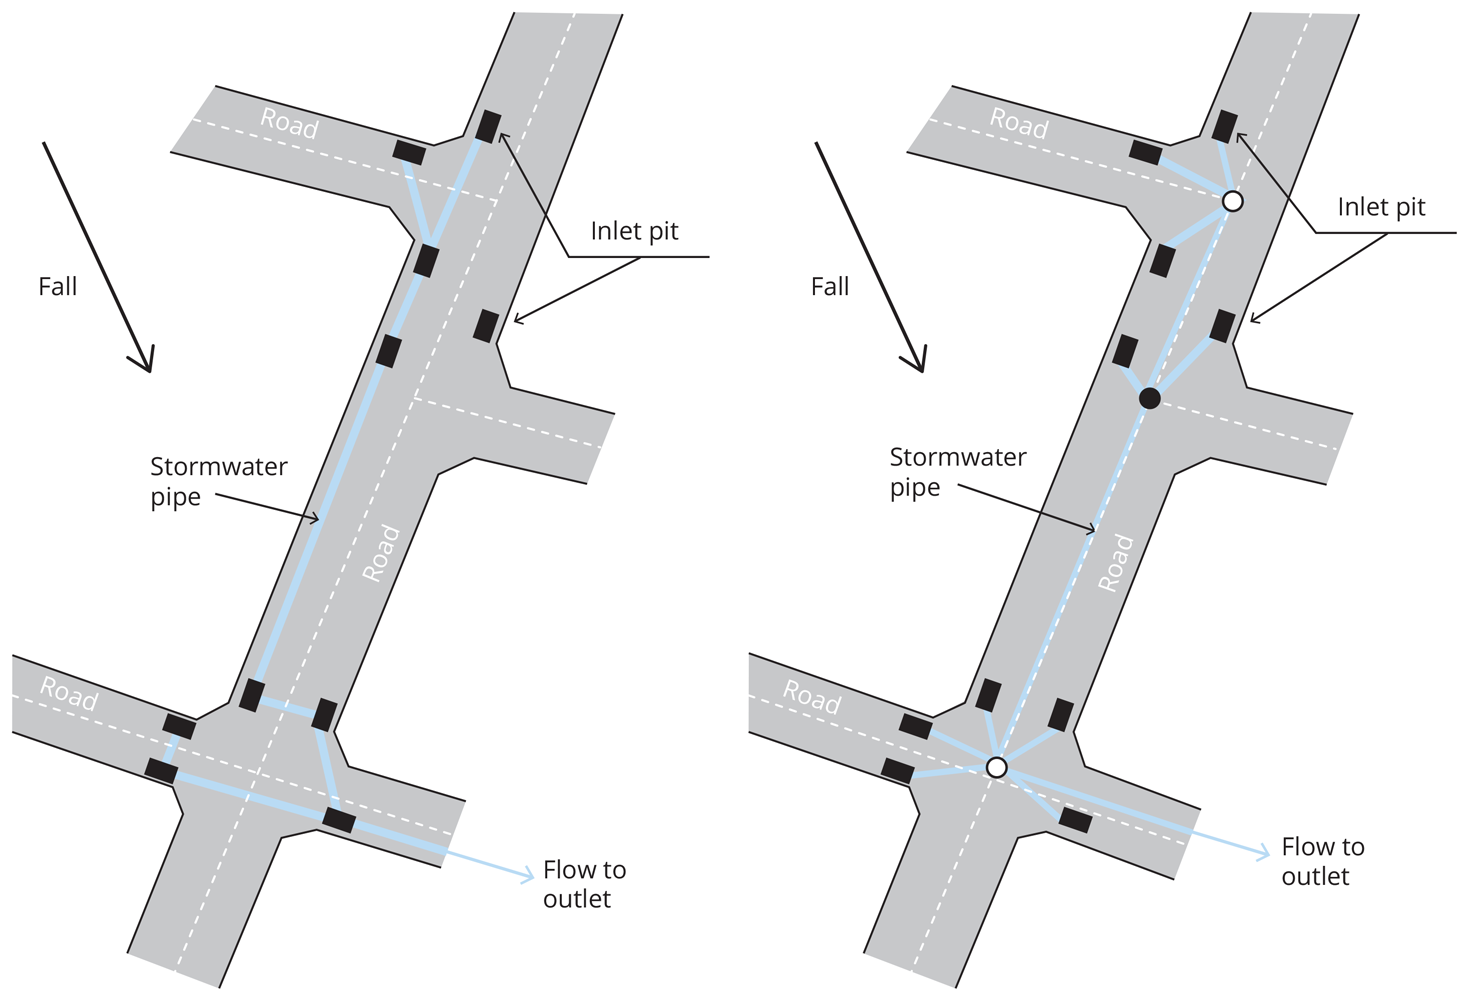 Road
Inlet pit
Fall
Stormwater
pipe
Road
Road
Flow to
outlet
Road
Inlet pit
Fall
Stormwater
pipe
Road
Road
Flow to
outlet